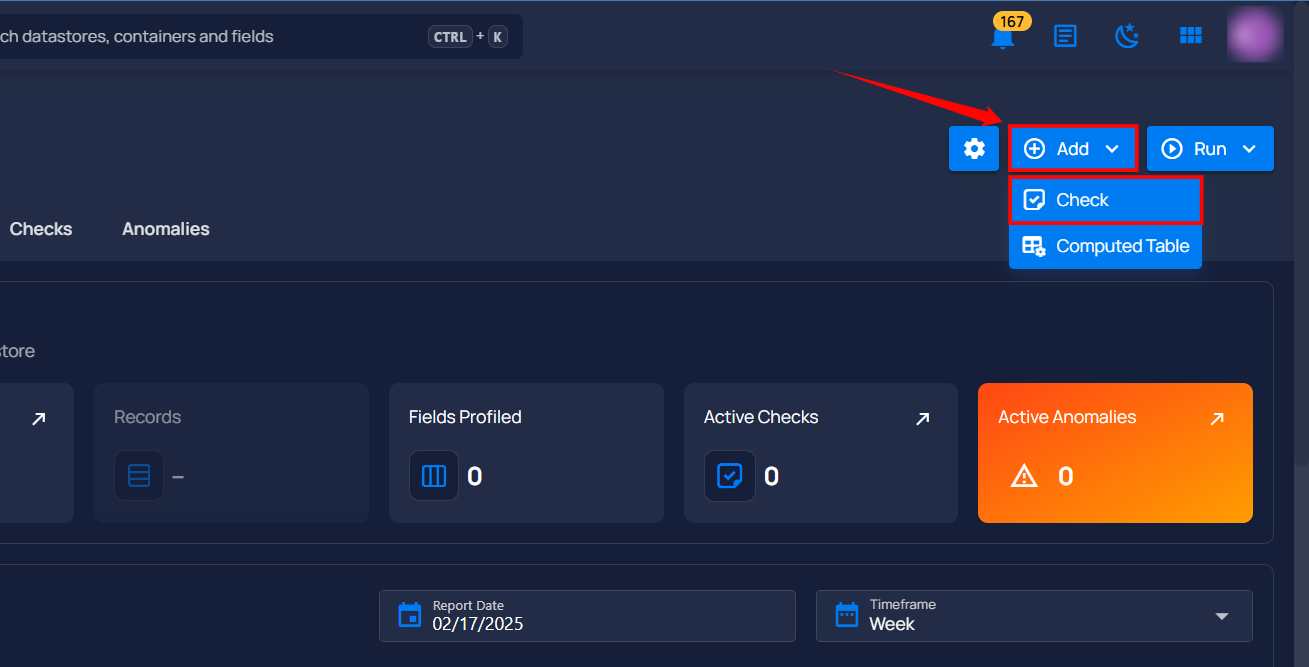 ch datastores, containers and fields
CTRL + K
167
Add
Run
Check
Computed Table
Checks
Anomalies
store
Records
–
Fields Profiled
0
Active Checks
0
Active Anomalies
0
Report Date
02/17/2025
Timeframe
Week